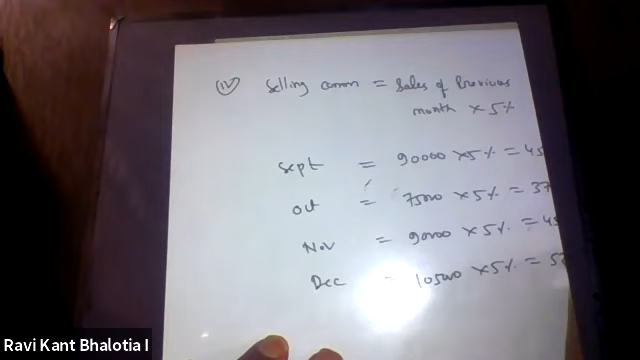 (iv) Selling comm = Sales of Previous
month × 5%
Sept = 90000 × 5% = 45
Oct = 75000 × 5% = 37
Nov = 90000 × 5% = 45
Dec = 105000 × 5% = 52
Ravi Kant Bhalotia I